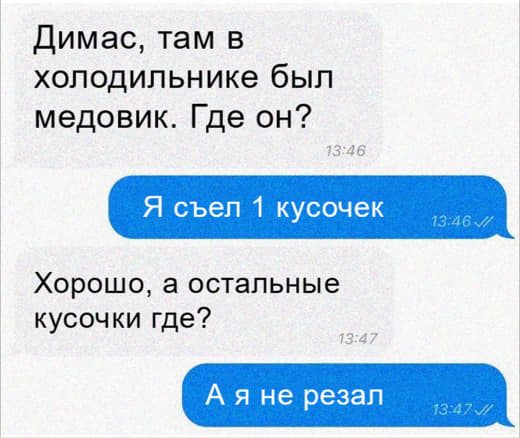 Димас, там в
холодильнике был
медовик. Где он?
13:46
Я съел 1 кусочек
13:46
Хорошо, а остальные
кусочки где?
13:47
А я не резал
13:47